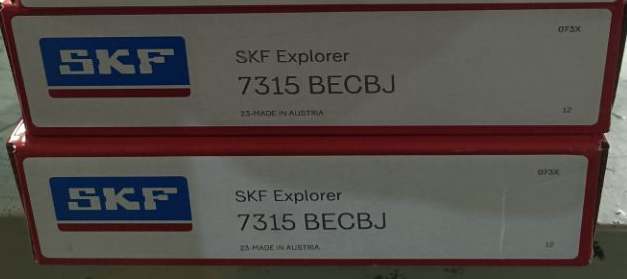 073X
SKF
SKF Explorer
7315 BECBJ
23-MADE IN AUSTRIA
12
073X
SKF
SKF Explorer
7315 BECBJ
23-MADE IN AUSTRIA
12